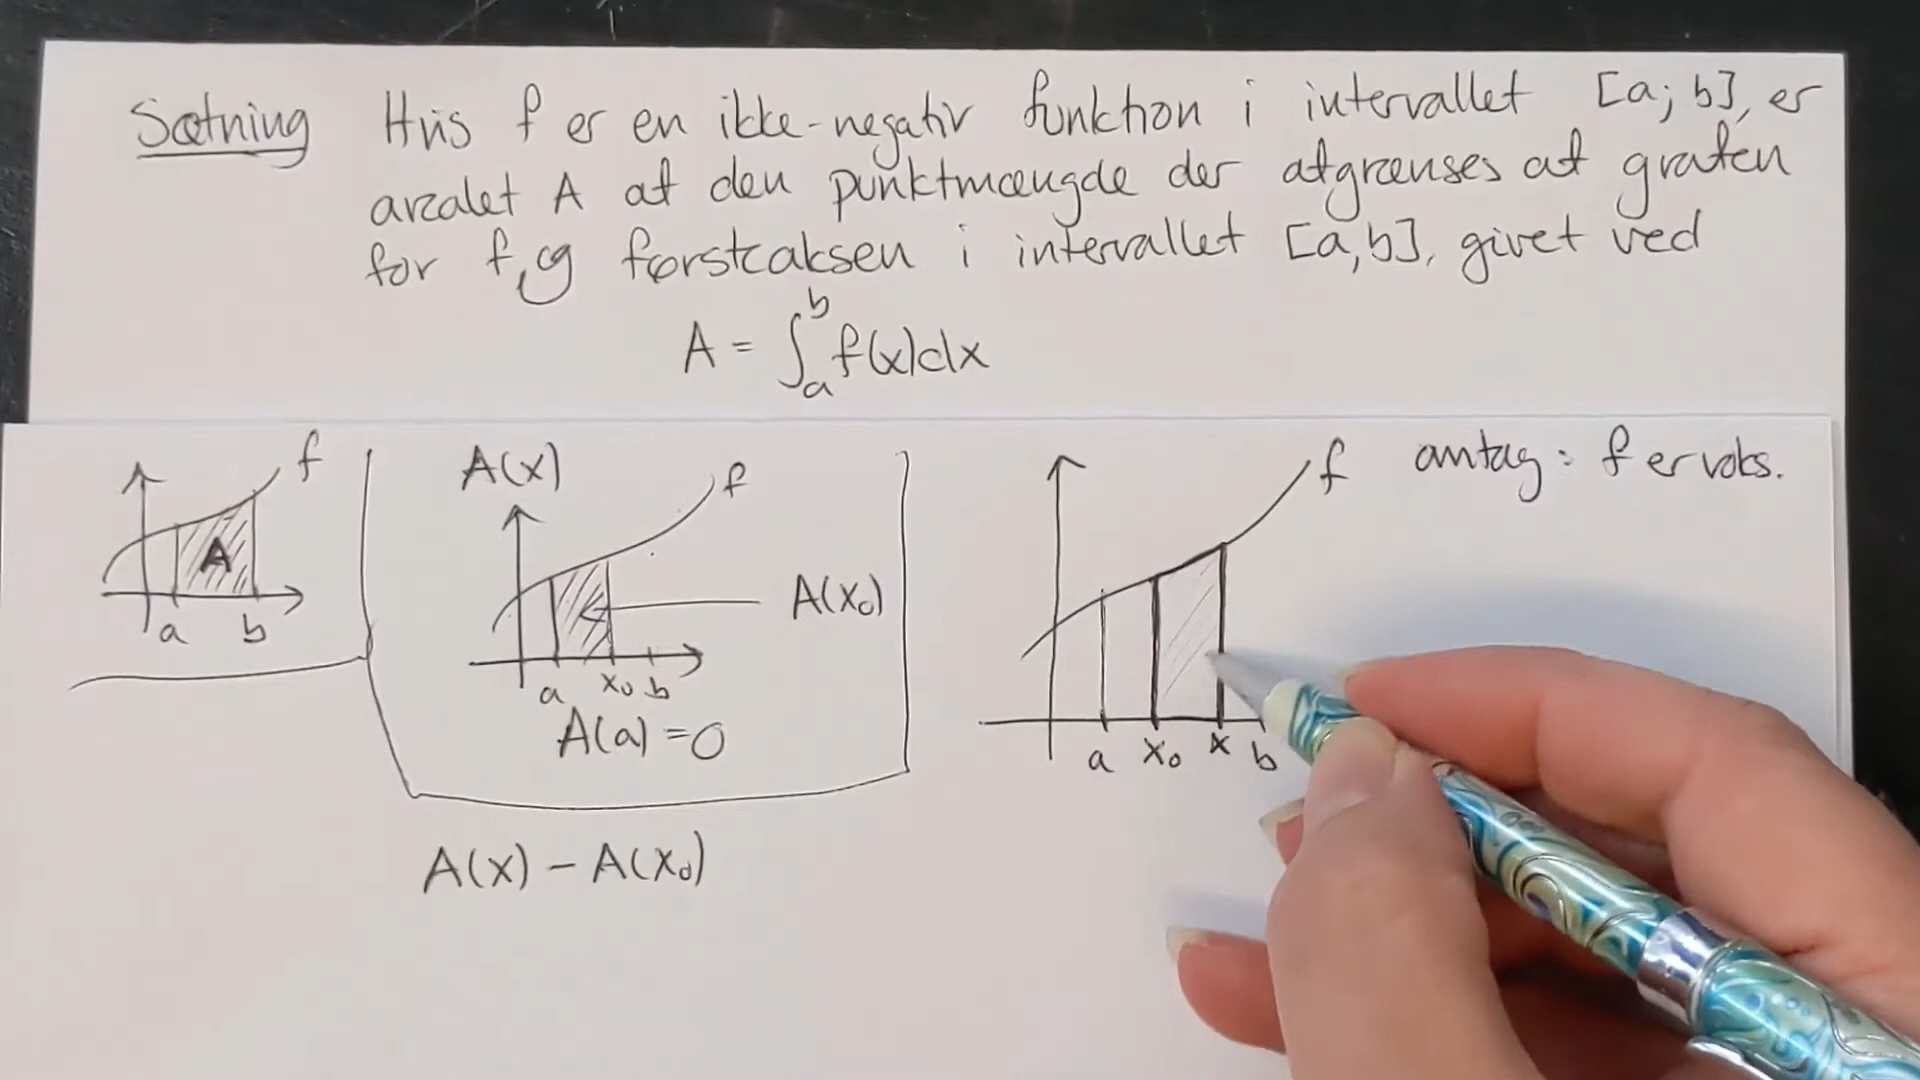 Sætning Hvis f er en ikke-negativ funktion i intervallet [a; b], er
arealet A af den punktmængde der afgrænses af grafen
for f, og førsteaksen i intervallet [a,b], givet ved
A = ∫_a^b f(x)dx
f
A
a b
A(x)
f
A(x₀)
a x₀ b
A(a) = 0
f
antag: f er voks.
a x₀ x b
A(x) - A(x₀)